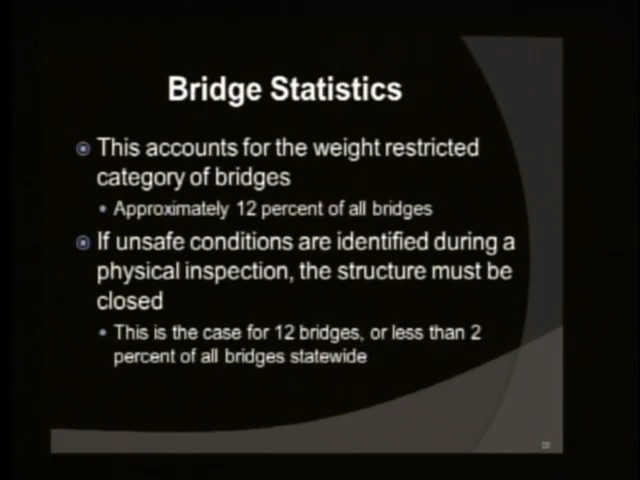 Bridge Statistics
This accounts for the weight restricted
category of bridges
Approximately 12 percent of all bridges
If unsafe conditions are identified during a
physical inspection, the structure must be
closed
This is the case for 12 bridges, or less than 2
percent of all bridges statewide